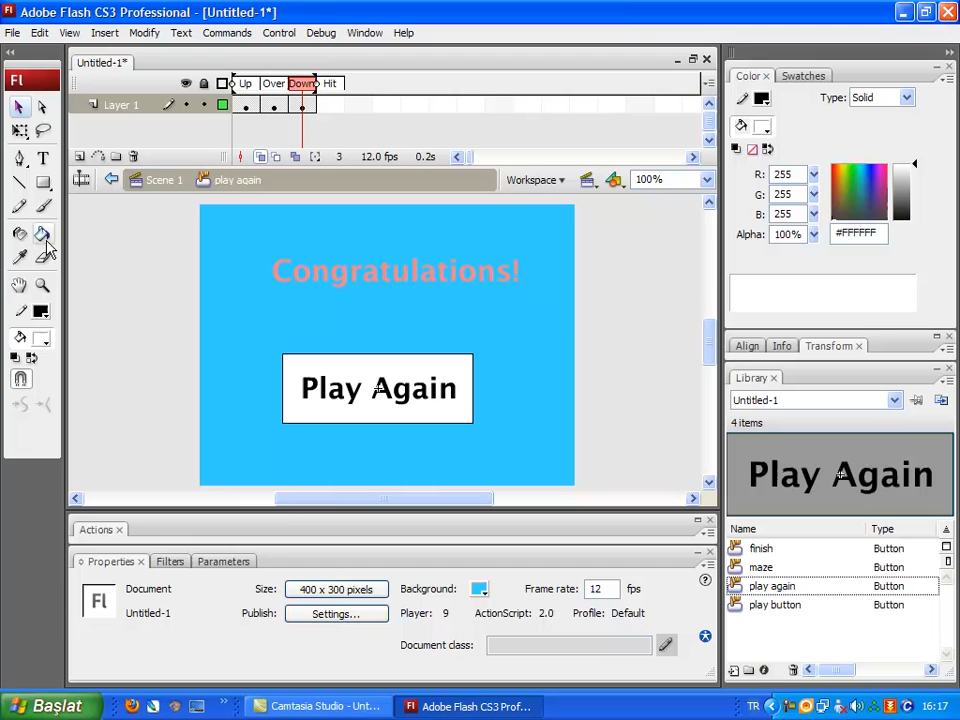 Adobe Flash CS3 Professional - [Untitled-1*]
File Edit View Insert Modify Text Commands Control Debug Window Help
Untitled-1*
Up Over Down Hit
Layer 1
3 12.0 fps 0.2s
Scene 1 play again Workspace 100%
Congratulations!
Play Again
Fl
Color Swatches
Type: Solid
R: 255
G: 255
B: 255
Alpha: 100% #FFFFFF
Align Info Transform
Library
Untitled-1
4 items
Play Again
Name Type
finish Button
maze Button
play again Button
play button Button
Actions
Properties Filters Parameters
Fl Document Size: 400 x 300 pixels Background: Frame rate: 12 fps
Untitled-1 Publish: Settings... Player: 9 ActionScript: 2.0 Profile: Default
Document class:
Başlat Camtasia Studio - Unt... Adobe Flash CS3 Prof... TR 16:17